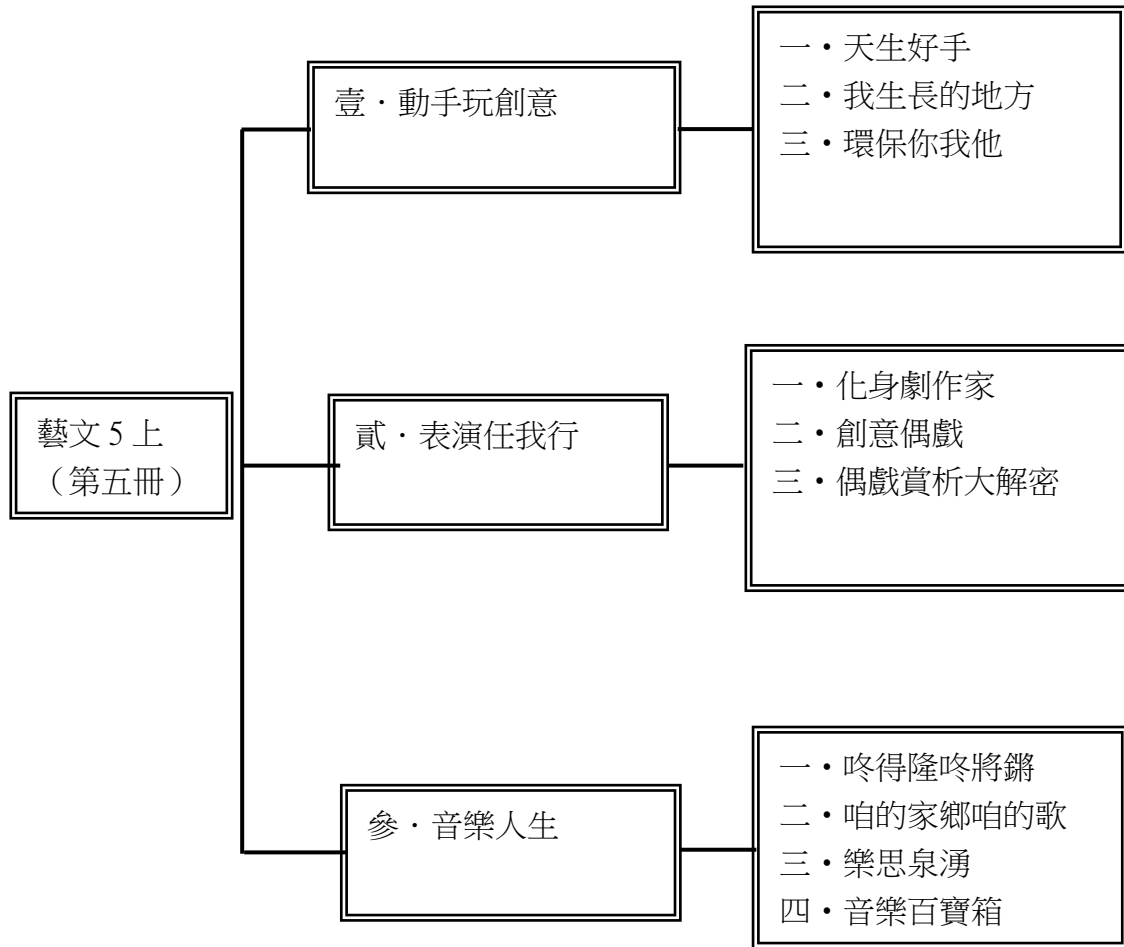 藝文 5 上
（第五冊）
壹．動手玩創意
一・天生好手
二・我生長的地方
三・環保你我他
貳．表演任我行
一・化身劇作家
二・創意偶戲
三・偶戲賞析大解密
參．音樂人生
一・咚得隆咚將鏘
二・咱的家鄉咱的歌
三・樂思泉湧
四・音樂百寶箱